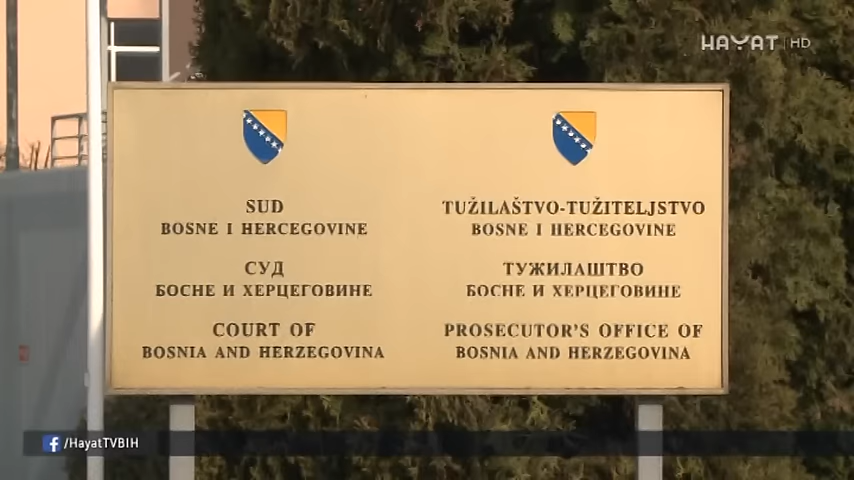 HAYAT HD
SUD
BOSNE I HERCEGOVINE
СУД
БОСНЕ И ХЕРЦЕГОВИНЕ
COURT OF
BOSNIA AND HERZEGOVINA
TUŽILAŠTVO-TUŽITELJSTVO
BOSNE I HERCEGOVINE
ТУЖИЛАШТВО
БОСНЕ И ХЕРЦЕГОВИНЕ
PROSECUTOR'S OFFICE OF
BOSNIA AND HERZEGOVINA
/HayatTVBIH